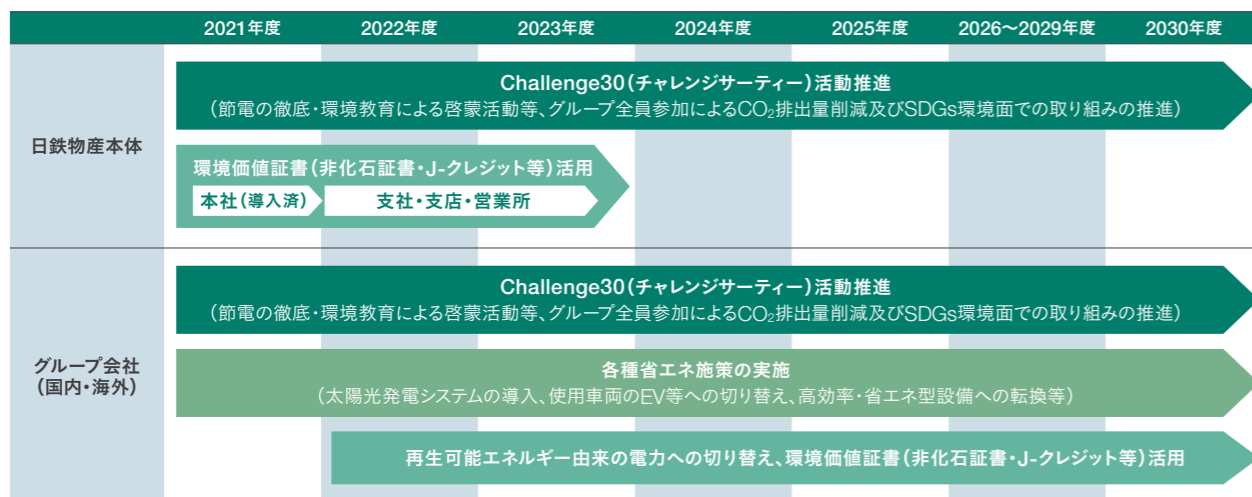 2021年度 2022年度 2023年度 2024年度 2025年度 2026～2029年度 2030年度
日鉄物産本体
Challenge30(チャレンジサーティー)活動推進
(節電の徹底・環境教育による啓蒙活動等、グループ全員参加によるCO₂排出量削減及びSDGs環境面での取り組みの推進)
環境価値証書(非化石証書・J-クレジット等)活用
本社(導入済) 支社・支店・営業所
グループ会社
(国内・海外)
Challenge30(チャレンジサーティー)活動推進
(節電の徹底・環境教育による啓蒙活動等、グループ全員参加によるCO₂排出量削減及びSDGs環境面での取り組みの推進)
各種省エネ施策の実施
(太陽光発電システムの導入、使用車両のEV等への切り替え、高効率・省エネ型設備への転換等)
再生可能エネルギー由来の電力への切り替え、環境価値証書(非化石証書・J-クレジット等)活用